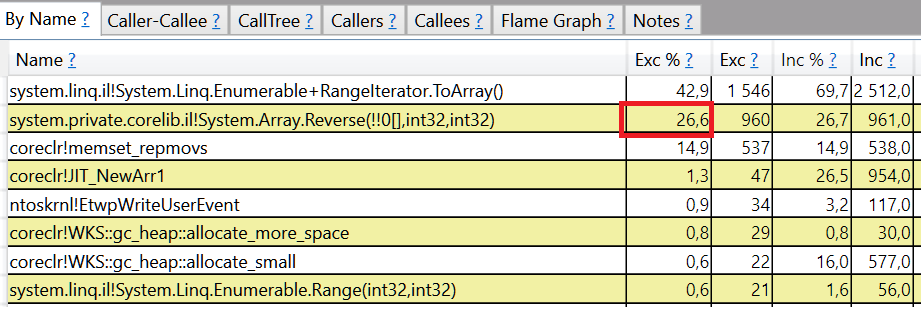 By Name ? Caller-Callee ? CallTree ? Callers ? Callees ? Flame Graph ? Notes ?
Name ? Exc % ? Exc ? Inc % ? Inc ?
system.linq.il!System.Linq.Enumerable+RangeIterator.ToArray() 42,9 1 546 69,7 2 512,0
system.private.corelib.il!System.Array.Reverse(!!0[],int32,int32) 26,6 960 26,7 961,0
coreclr!memset_repmovs 14,9 537 14,9 538,0
coreclr!JIT_NewArr1 1,3 47 26,5 954,0
ntoskrnl!EtwpWriteUserEvent 0,9 34 3,2 117,0
coreclr!WKS::gc_heap::allocate_more_space 0,8 29 0,8 30,0
coreclr!WKS::gc_heap::allocate_small 0,6 22 16,0 577,0
system.linq.il!System.Linq.Enumerable.Range(int32,int32) 0,6 21 1,6 56,0